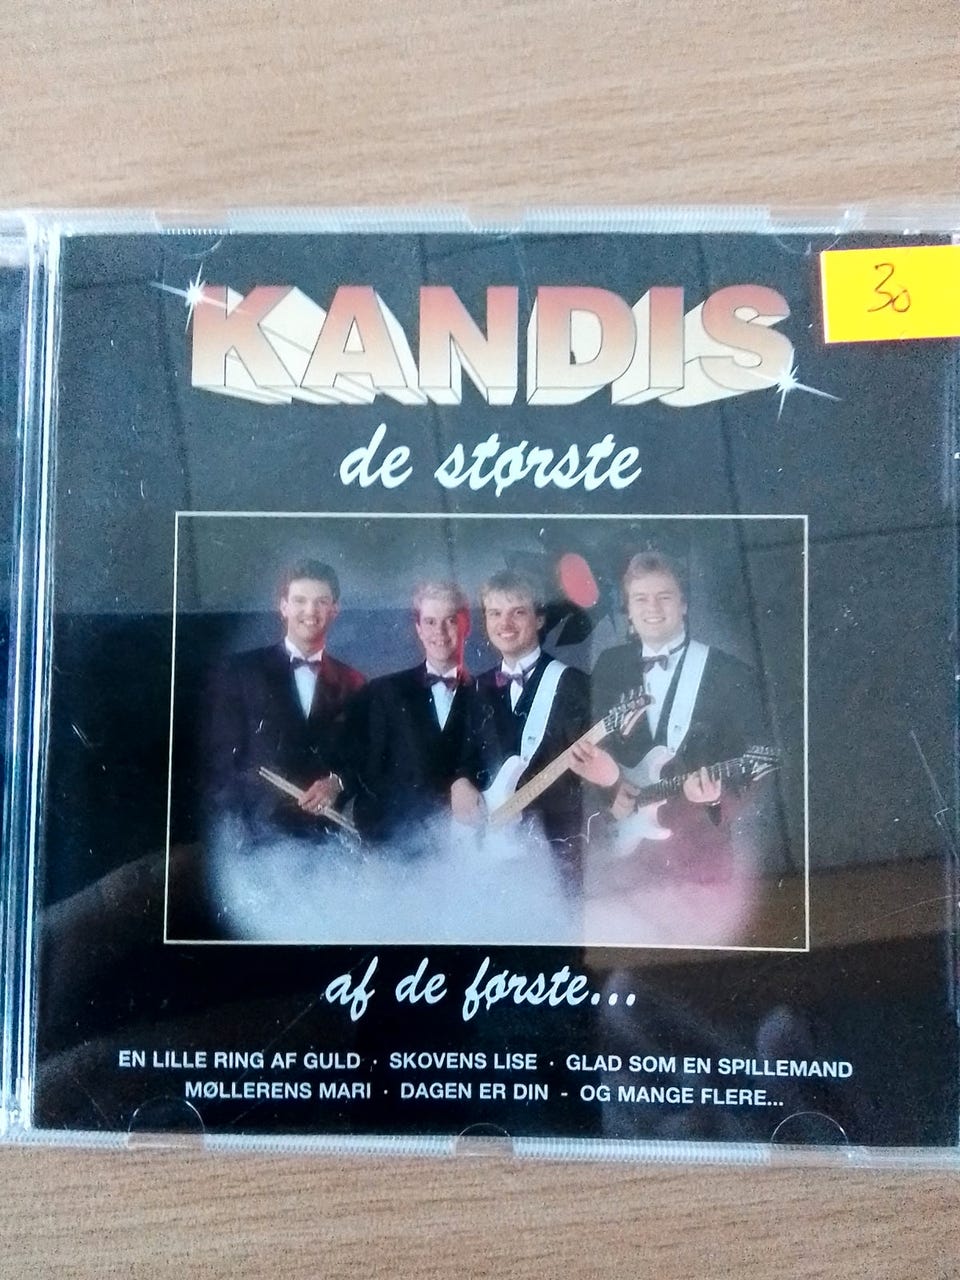 KANDIS
30
de største
af de første...
EN LILLE RING AF GULD · SKOVENS LISE · GLAD SOM EN SPILLEMAND
MØLLERENS MARI · DAGEN ER DIN - OG MANGE FLERE...